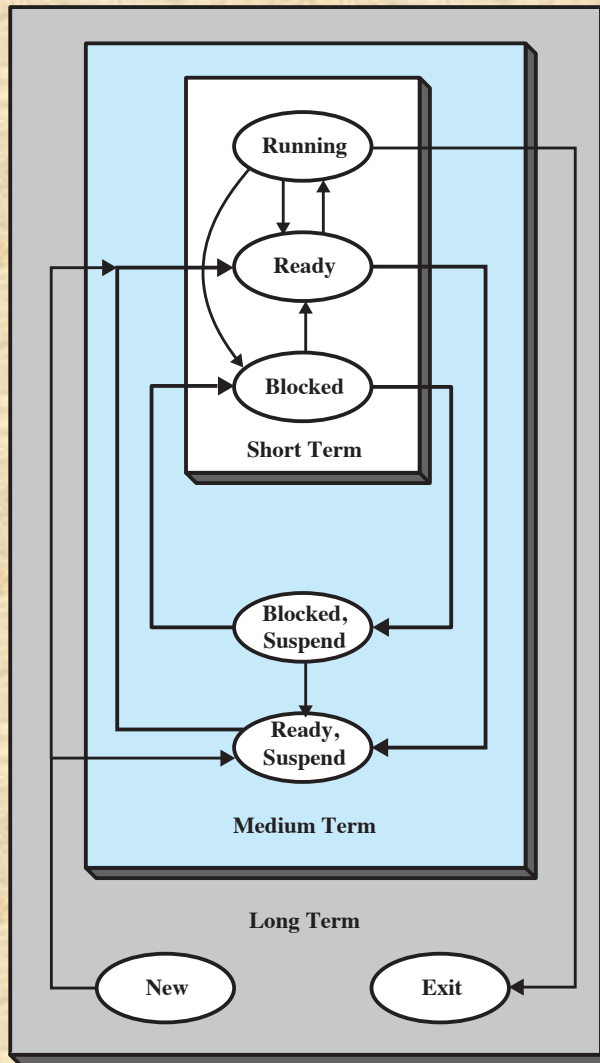 Running
Ready
Blocked
Short Term
Blocked,
Suspend
Ready,
Suspend
Medium Term
Long Term
New
Exit